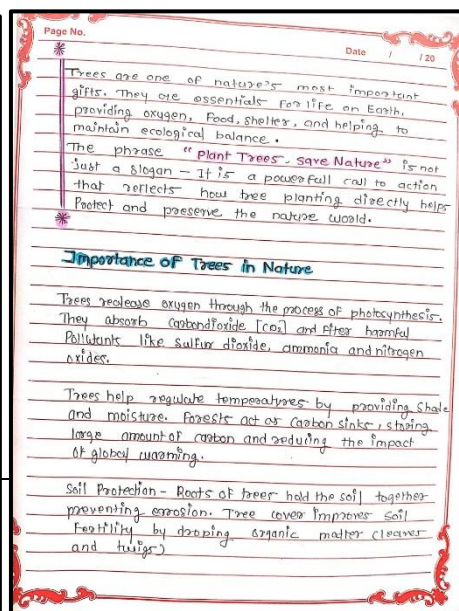 Page No.
Date / / 20
Trees are one of nature's most important
gifts. They are essentials for life on Earth,
providing oxygen, food, shelter, and helping to
maintain ecological balance.
The phrase "Plant Trees, Save Nature" is not
just a slogan - It is a powerfull call to action
that reflects how tree planting directly helps
Protect and preserve the nature world.
Importance of Trees in Nature
Trees realease oxygen through the process of photosynthesis.
They absorb carbondioxide [CO₂] and filter harmful
Pollutants like Sulfur dioxide, ammonia and nitrogen
oxides.
Trees help regulate temperatures by providing Shade
and moisture. Forests act as Carbon sinks, storing
large amount of carbon and reducing the impact
of global warming.
Soil Protection - Roots of trees hold the soil together
preventing errosion. Tree cover improves Soil
Fertility by droping organic matter (leaves
and twigs)